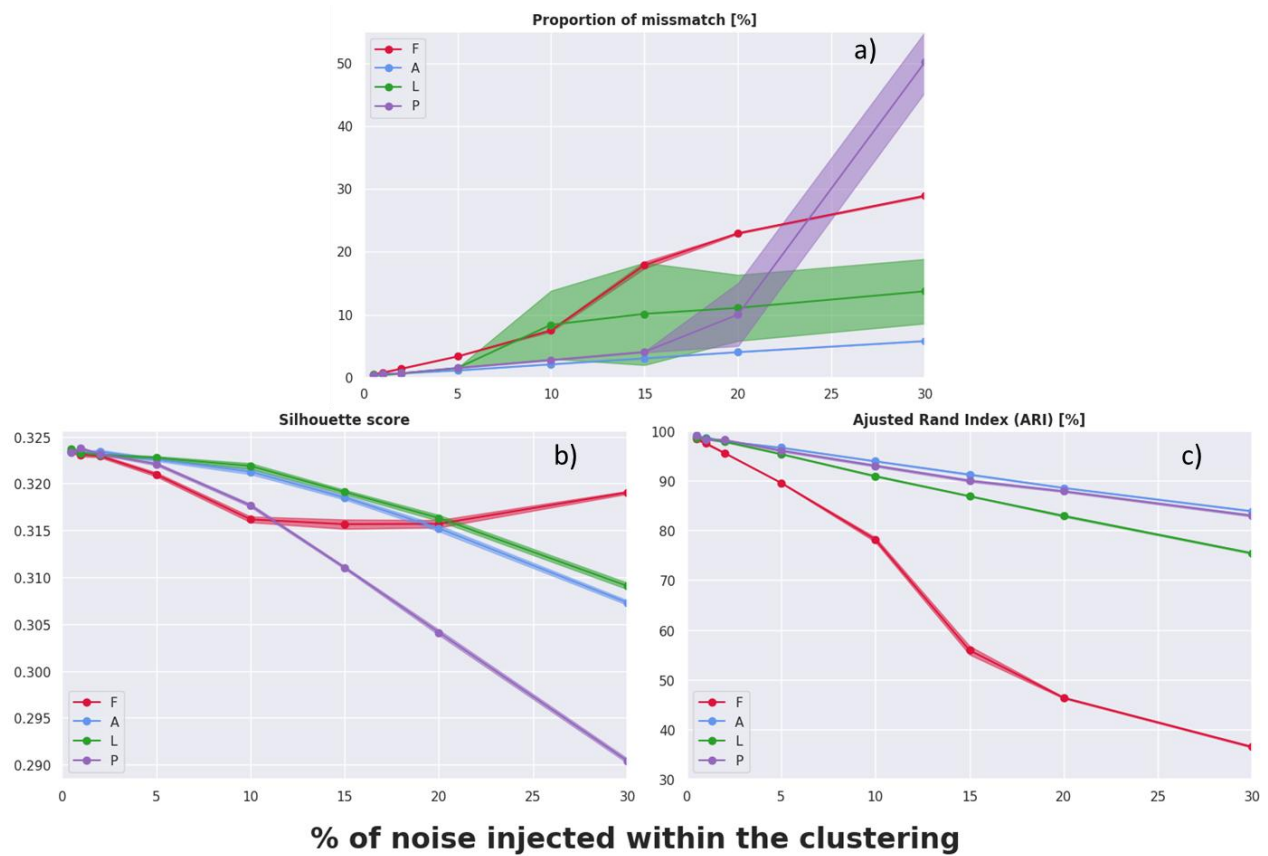 Proportion of missmatch [%]
a)
F
A
L
P
50
40
30
20
10
0
0 5 10 15 20 25 30
Silhouette score
b)
0.325
0.320
0.315
0.310
0.305
0.300
0.295
0.290
F
A
L
P
0 5 10 15 20 25 30
Ajusted Rand Index (ARI) [%]
c)
100
90
80
70
60
50
40
30
F
A
L
P
0 5 10 15 20 25 30
% of noise injected within the clustering